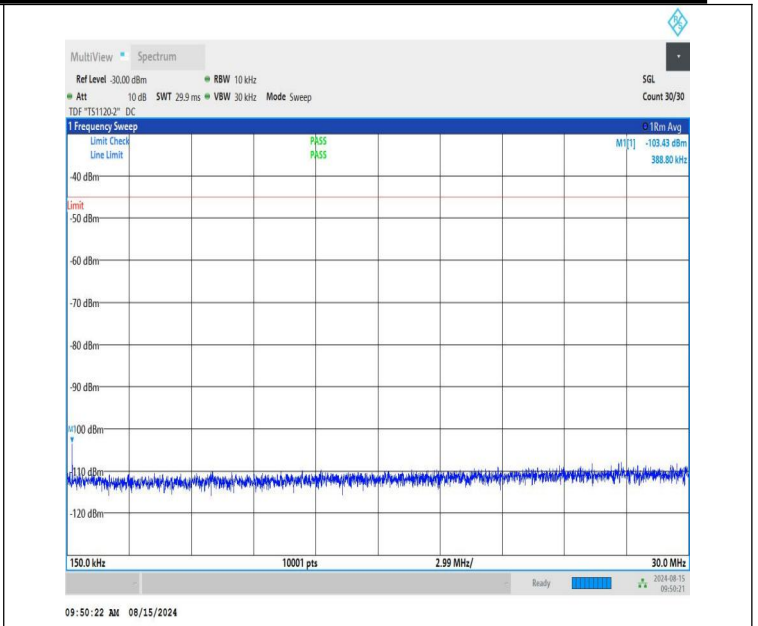 MultiView Spectrum
Ref Level -30.00 dBm RBW 10 kHz SGL
Att 10 dB SWT 29.9 ms VBW 30 kHz Mode Sweep Count 30/30
TDF "TS1120-2" DC
1 Frequency Sweep 1Rm Avg
Limit Check PASS M1[1] -103.43 dBm
Line Limit PASS 388.80 kHz
-40 dBm
Limit
-50 dBm
-60 dBm
-70 dBm
-80 dBm
-90 dBm
M1
-100 dBm
-110 dBm
-120 dBm
150.0 kHz 10001 pts 2.99 MHz/ 30.0 MHz
Ready 2024-08-15
09:50:21
09:50:22 AM 08/15/2024